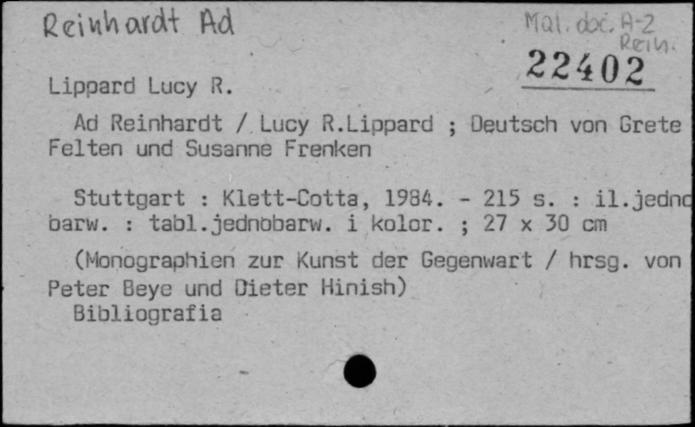 Reinhardt Ad
Mal. doc. A-Z
Rein.
22402
Lippard Lucy R.
Ad Reinhardt / Lucy R.Lippard ; Deutsch von Grete
Felten und Susanne Frenken
Stuttgart : Klett-Cotta, 1984. - 215 s. : il.jedno
barw. : tabl.jednobarw. i kolor. ; 27 x 30 cm
(Monographien zur Kunst der Gegenwart / hrsg. von
Peter Beye und Dieter Hinish)
Bibliografia